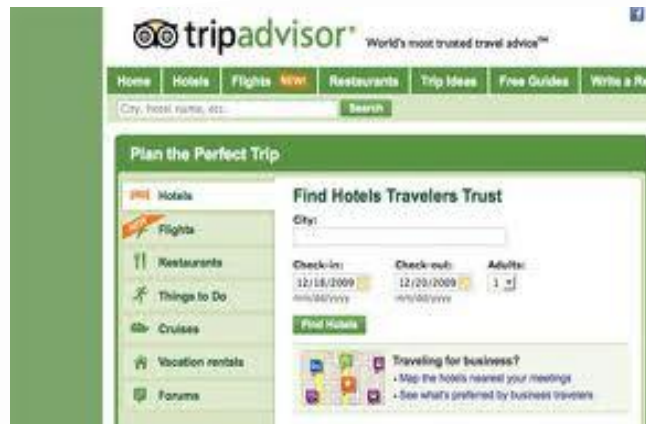 tripadvisor® World's most trusted travel advice™
Home Hotels Flights NEW! Restaurants Trip Ideas Free Guides Write a Re
City, hotel name, etc. Search
Plan the Perfect Trip
Hotels
Flights
Restaurants
Things to Do
Cruises
Vacation rentals
Forums
Find Hotels Travelers Trust
City:
Check-in: Check-out: Adults:
12/18/2009 12/20/2009 1
mm/dd/yyyy mm/dd/yyyy
Find Hotels
Traveling for business?
• Map the hotels nearest your meetings
• See what's preferred by business travelers